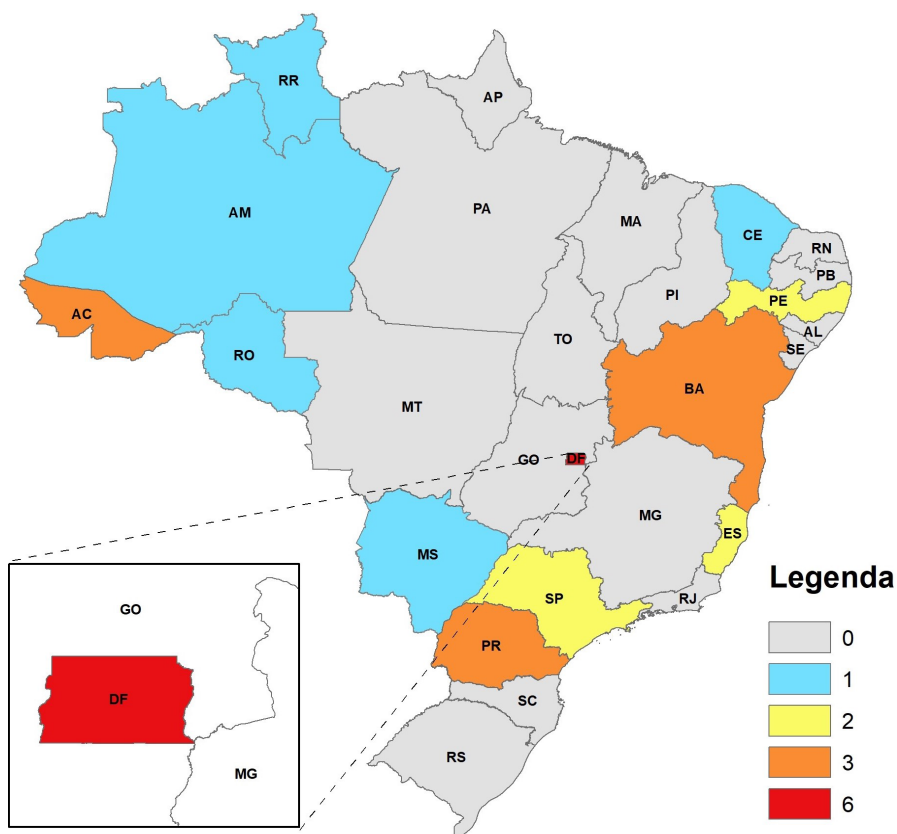 RR
AP
AM
PA
MA
CE
RN
PB
PI
PE
AC
AL
TO
SE
RO
BA
MT
GO
DF
MG
ES
MS
SP
RJ
PR
SC
RS
GO
DF
MG
Legenda
0
1
2
3
6